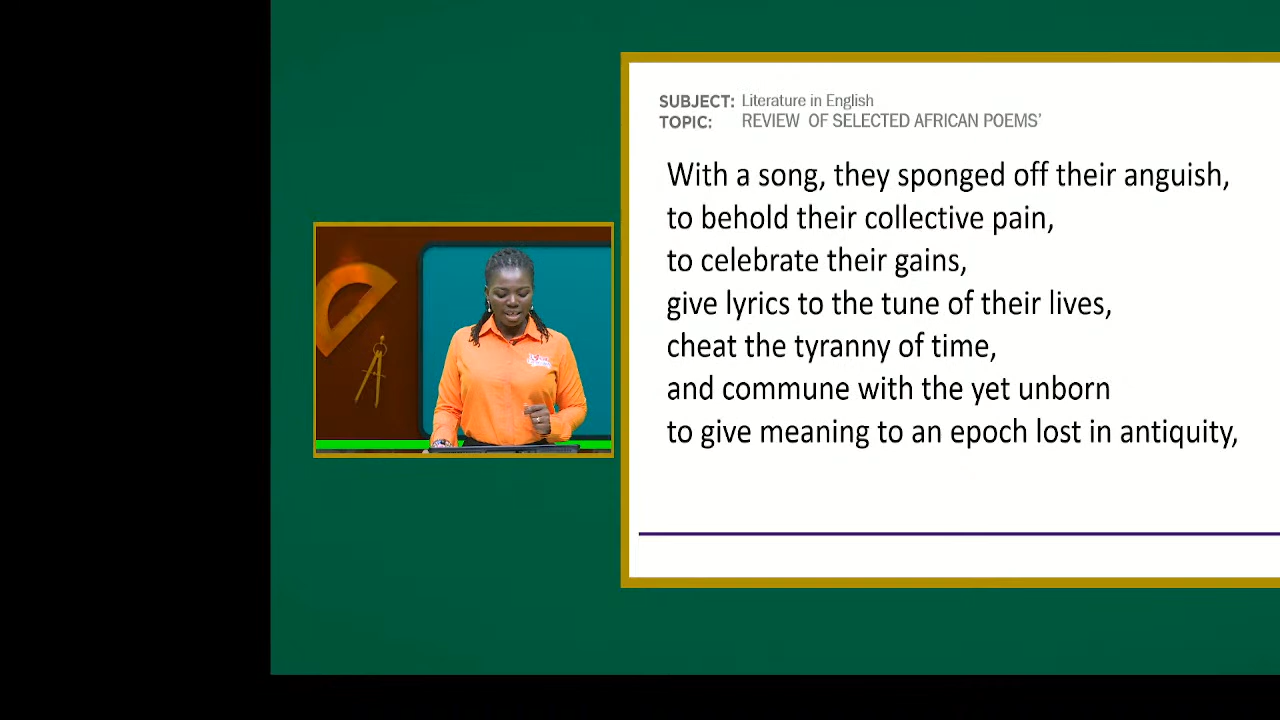 SUBJECT: Literature in English
TOPIC: REVIEW OF SELECTED AFRICAN POEMS’
With a song, they sponged off their anguish,
to behold their collective pain,
to celebrate their gains,
give lyrics to the tune of their lives,
cheat the tyranny of time,
and commune with the yet unborn
to give meaning to an epoch lost in antiquity,